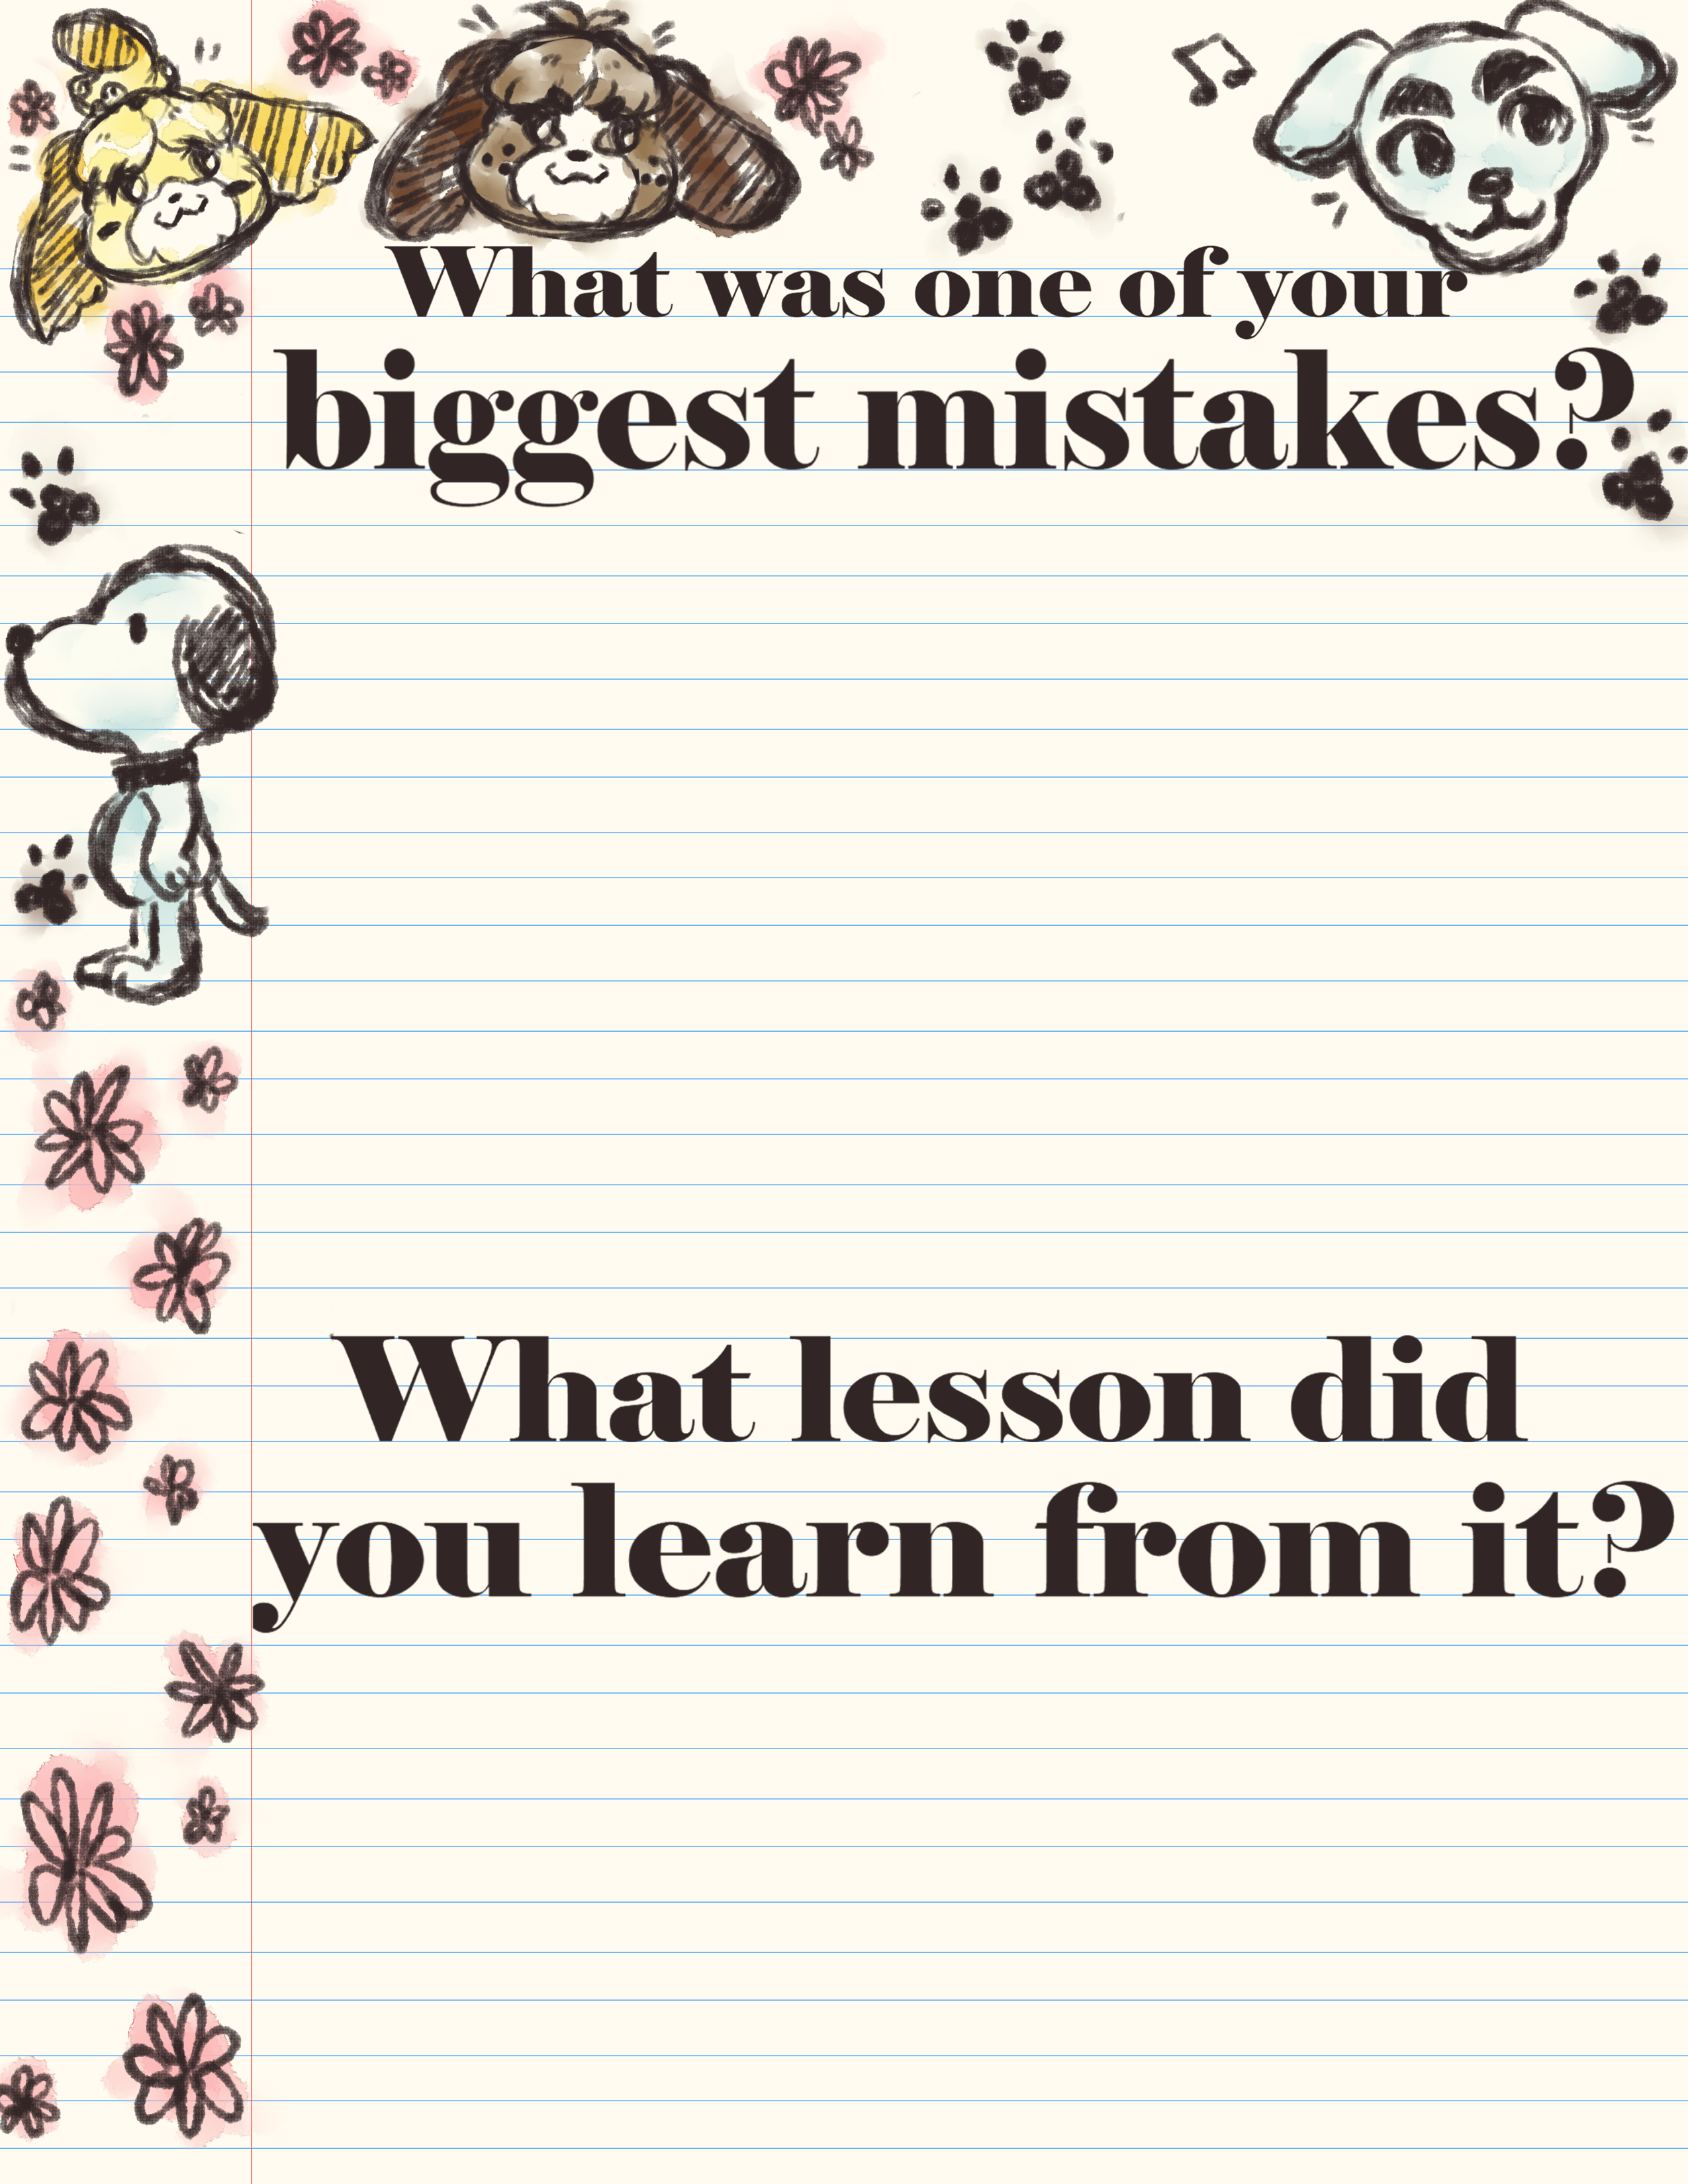 What was one of your
biggest mistakes?
What lesson did
you learn from it?